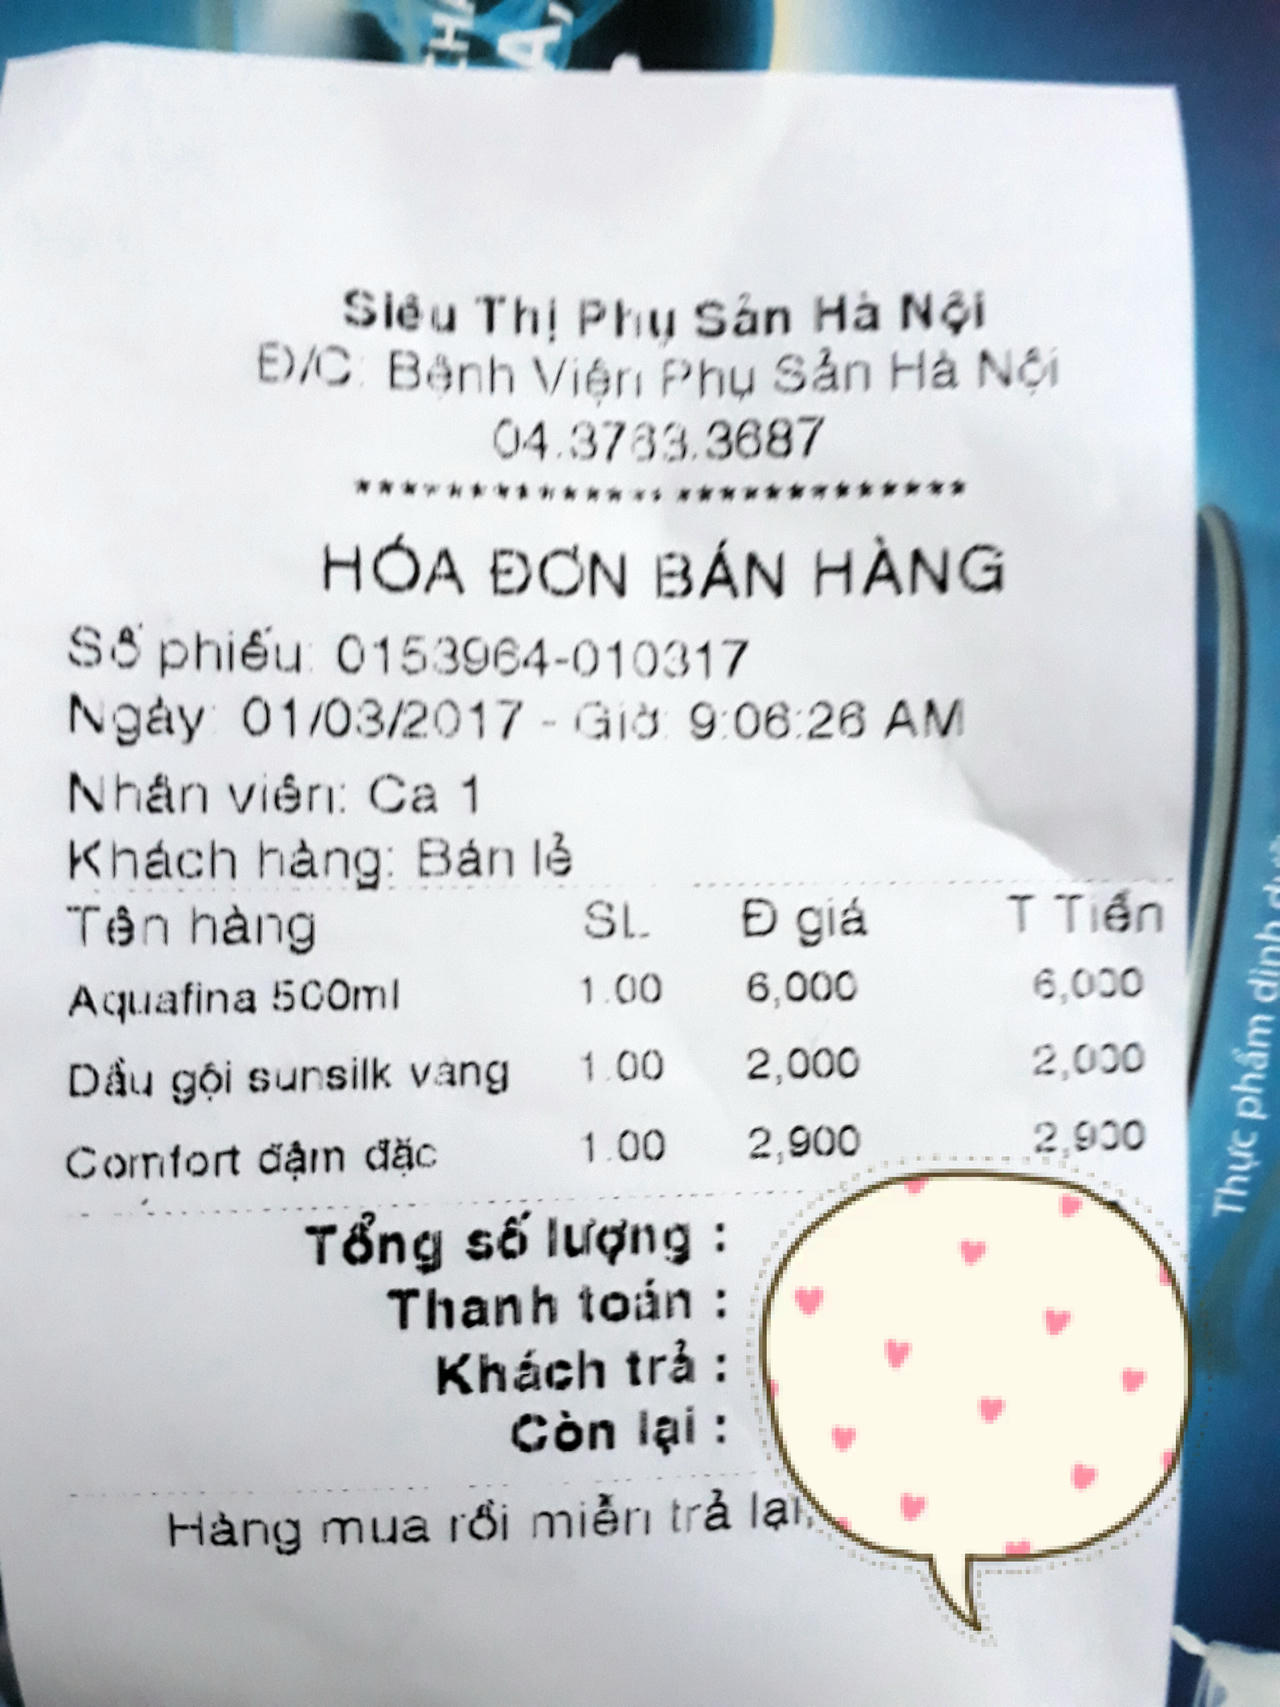 Siêu Thị Phụ Sản Hà Nội
Đ/C: Bệnh Viện Phụ Sản Hà Nội
04.3763.3687
**************************
HÓA ĐƠN BÁN HÀNG
Số phiếu: 0153964-010317
Ngày: 01/03/2017 - Giờ: 9:06:26 AM
Nhân viên: Ca 1
Khách hàng: Bán lẻ
Tên hàng SL Đ giá T Tiền
Aquafina 500ml 1.00 6,000 6,000
Dầu gội sunsilk vàng 1.00 2,000 2,000
Comfort đậm đặc 1.00 2,900 2,900
Tổng số lượng :
Thanh toán :
Khách trả :
Còn lại :
Hàng mua rồi miễn trả lại,
Thực phẩm dinh